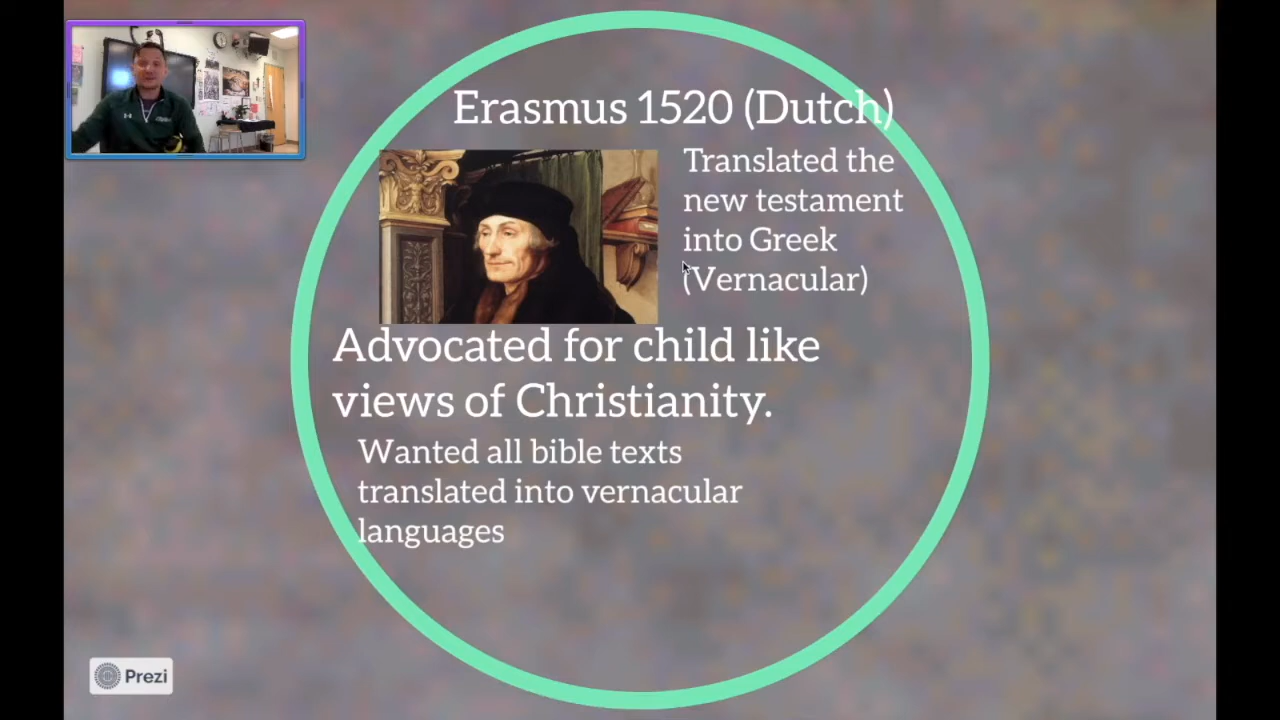 Erasmus 1520 (Dutch)
Translated the
new testament
into Greek
(Vernacular)
Advocated for child like
views of Christianity.
Wanted all bible texts
translated into vernacular
languages
Prezi